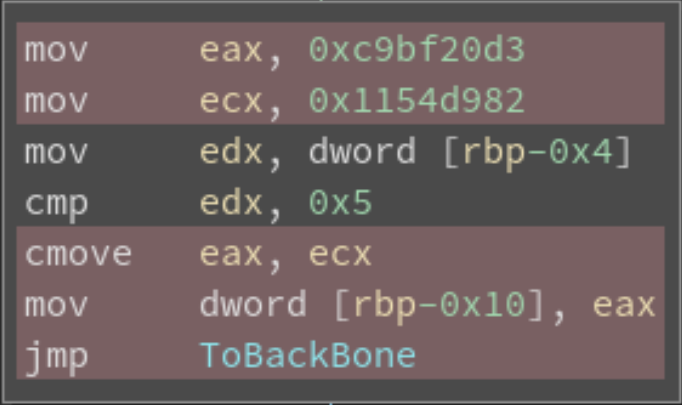 mov eax, 0xc9bf20d3
mov ecx, 0x1154d982
mov edx, dword [rbp-0x4]
cmp edx, 0x5
cmove eax, ecx
mov dword [rbp-0x10], eax
jmp ToBackBone